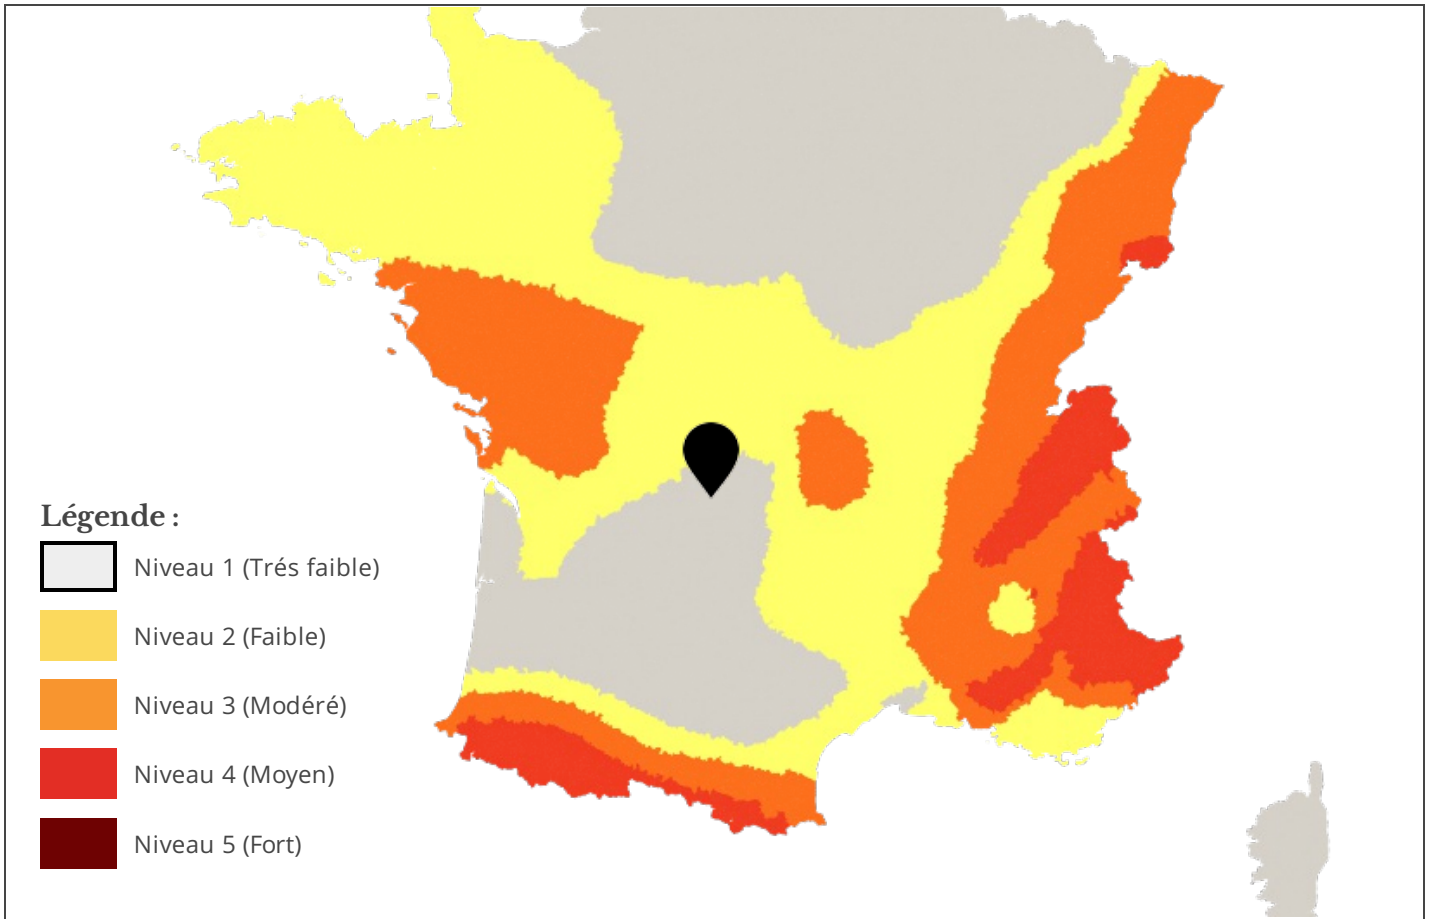 Légende :
Niveau 1 (Trés faible)
Niveau 2 (Faible)
Niveau 3 (Modéré)
Niveau 4 (Moyen)
Niveau 5 (Fort)